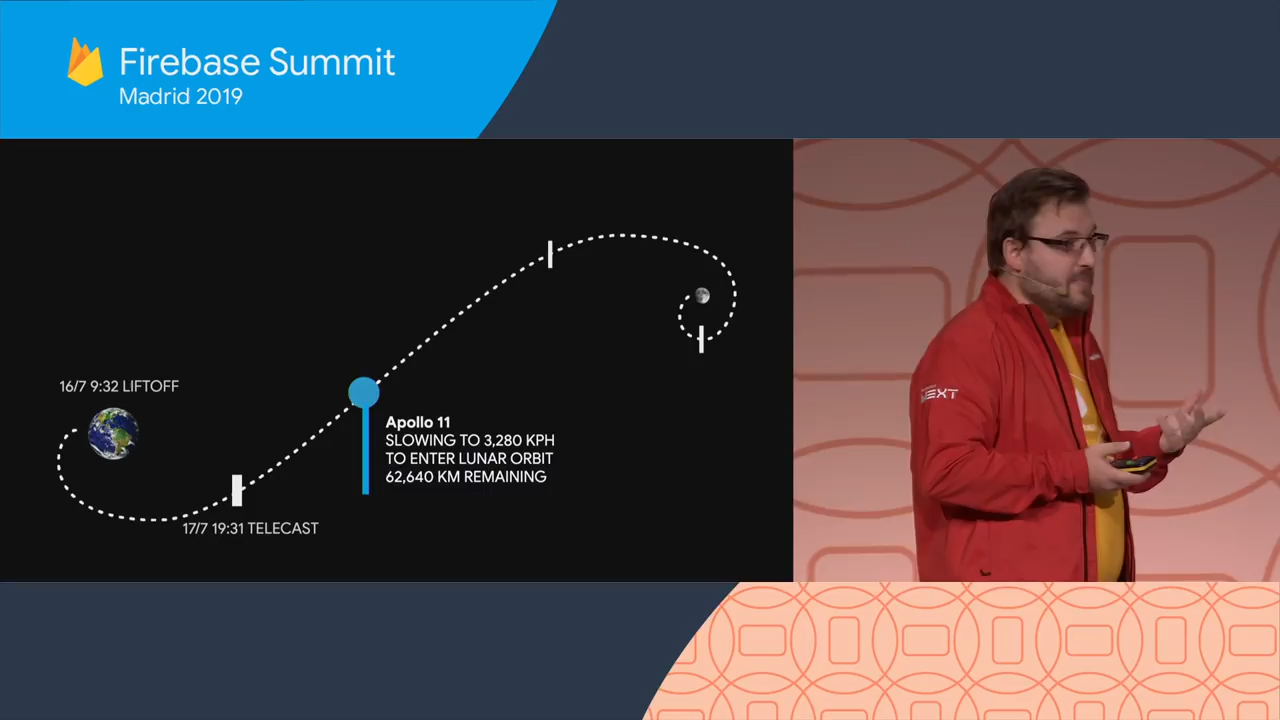 Firebase Summit
Madrid 2019
16/7 9:32 LIFTOFF
Apollo 11
SLOWING TO 3,280 KPH
TO ENTER LUNAR ORBIT
62,640 KM REMAINING
17/7 19:31 TELECAST
NEXT